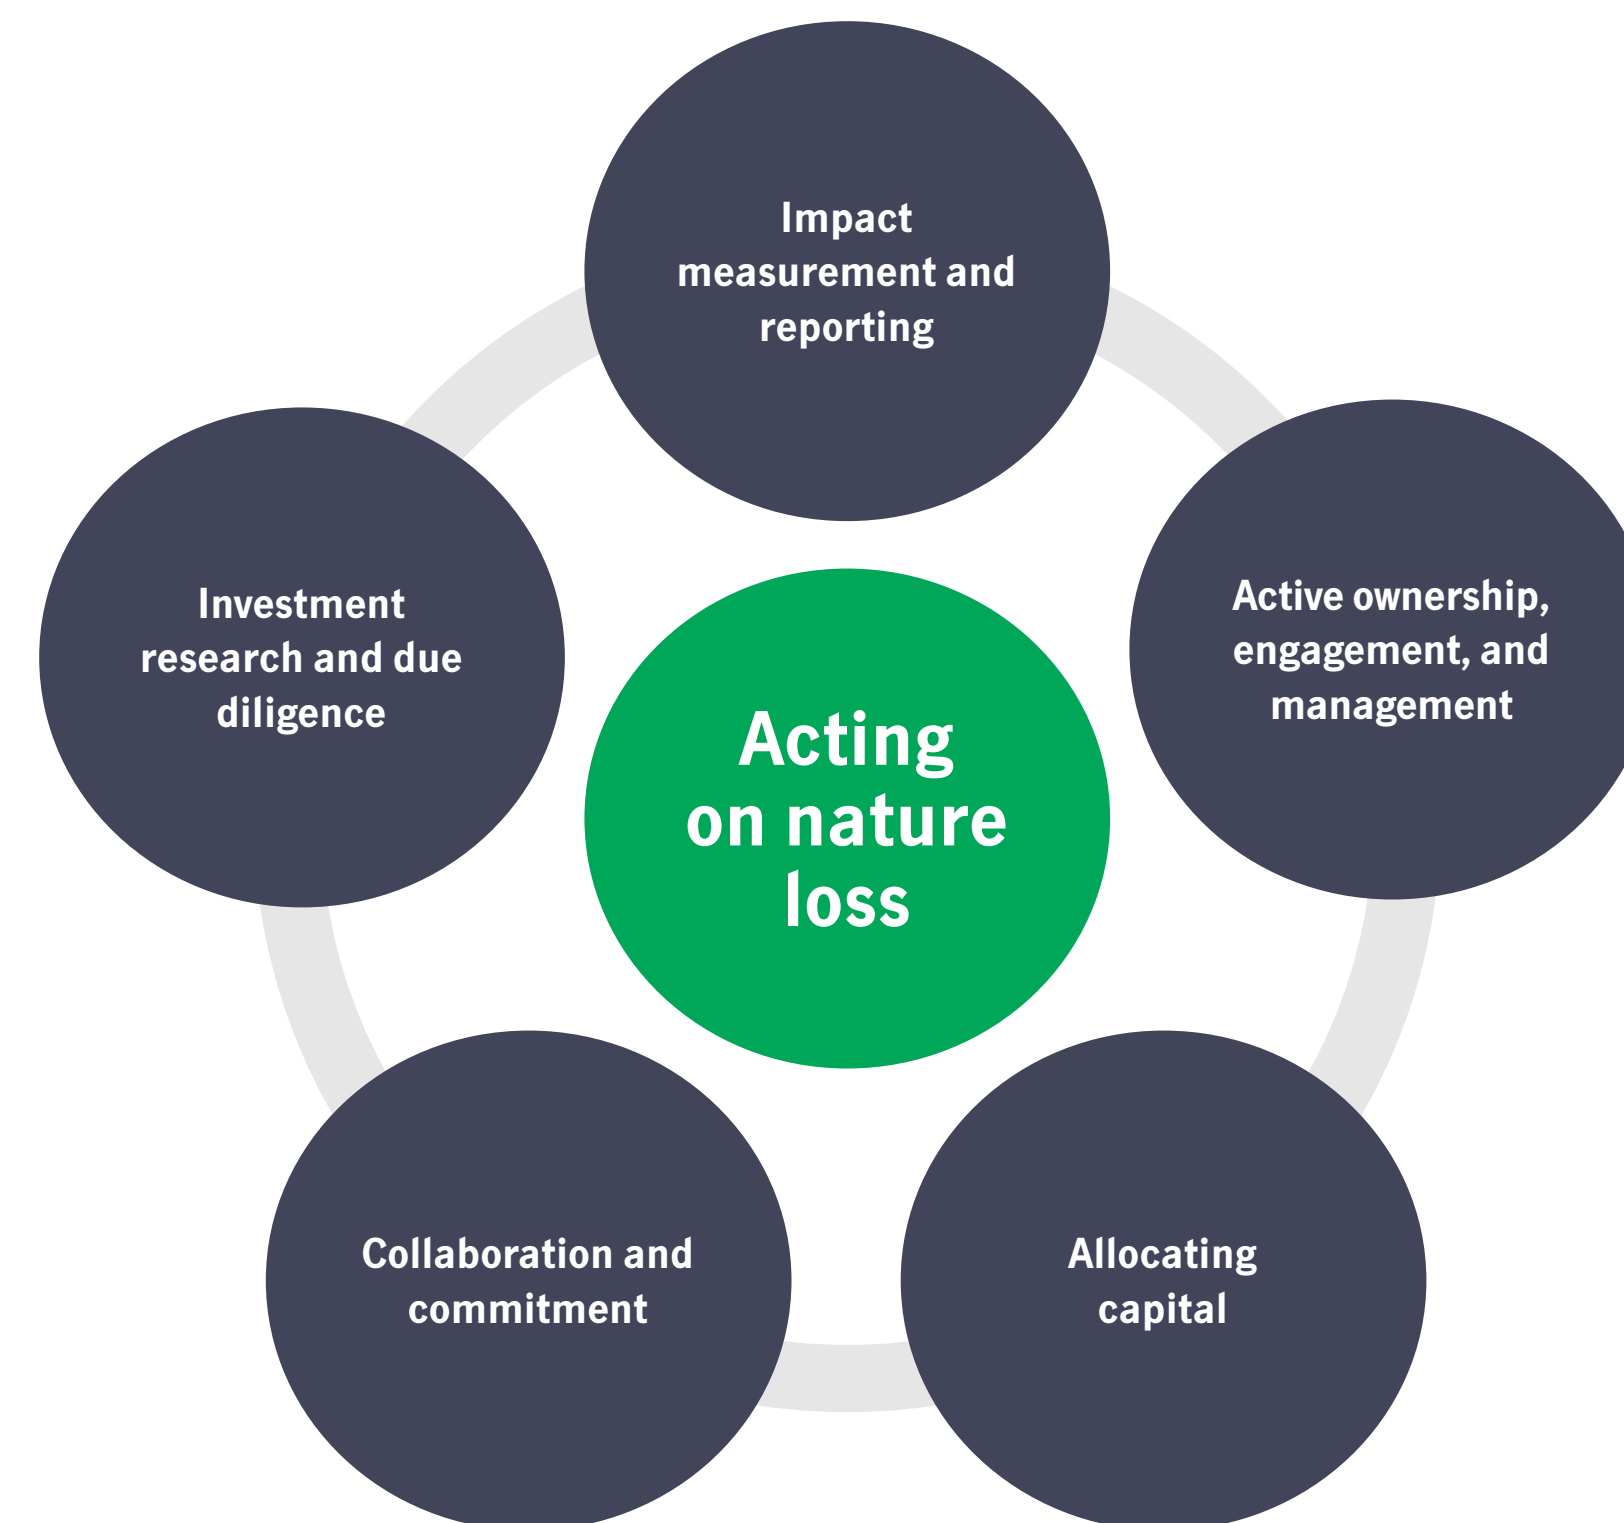 Impact
measurement and
reporting
Active ownership,
engagement, and
management
Investment
research and due
diligence
Acting
on nature
loss
Collaboration and
commitment
Allocating
capital